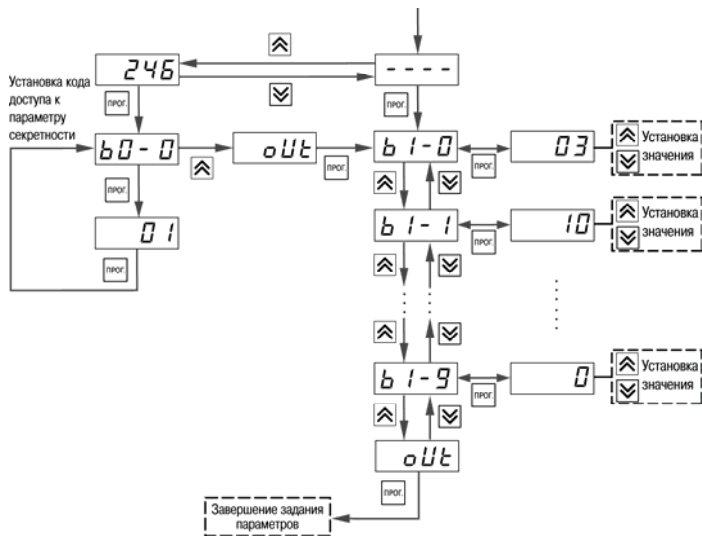 246
- - - -
Установка кода
доступа к
параметру
секретности
ПРОГ.
ПРОГ.
b0-0
oUt
b1-0
03
Установка
значения
ПРОГ.
ПРОГ.
ПРОГ.
01
b1-1
10
Установка
значения
ПРОГ.
ПРОГ.
b1-9
0
Установка
значения
ПРОГ.
oUt
ПРОГ.
Завершение задания
параметров